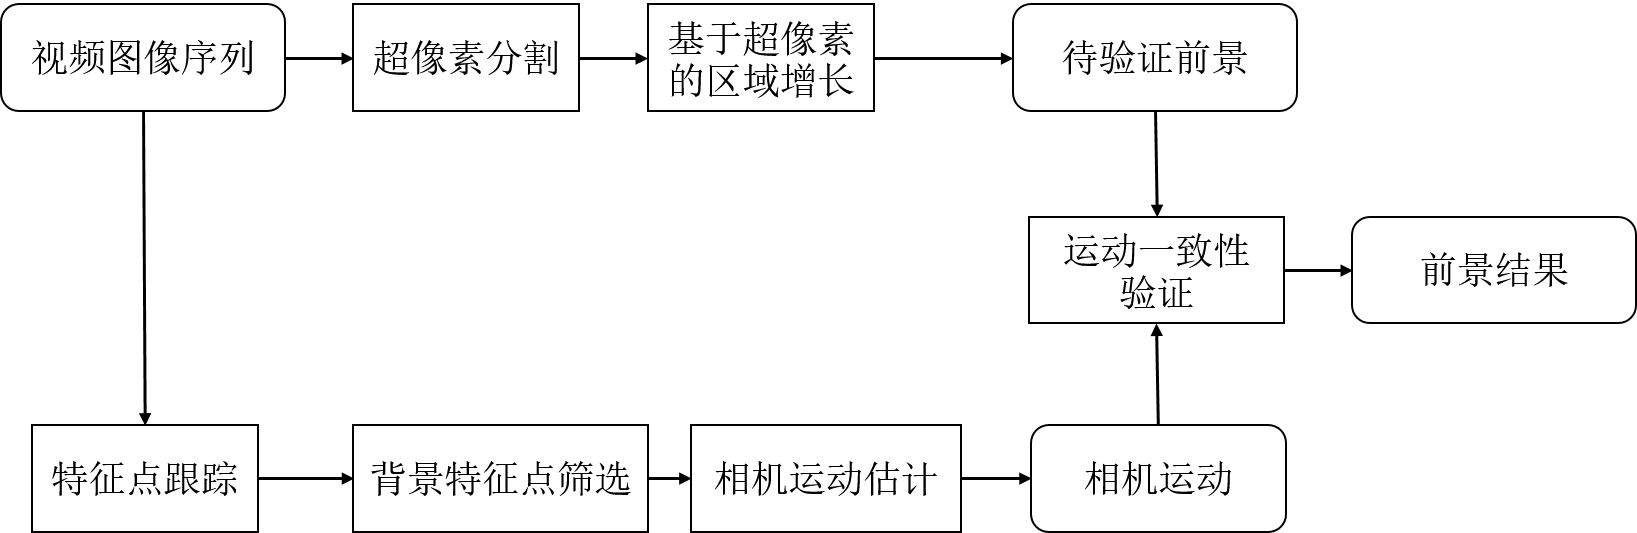 视频图像序列
超像素分割
基于超像素
的区域增长
待验证前景
运动一致性
验证
前景结果
特征点跟踪
背景特征点筛选
相机运动估计
相机运动